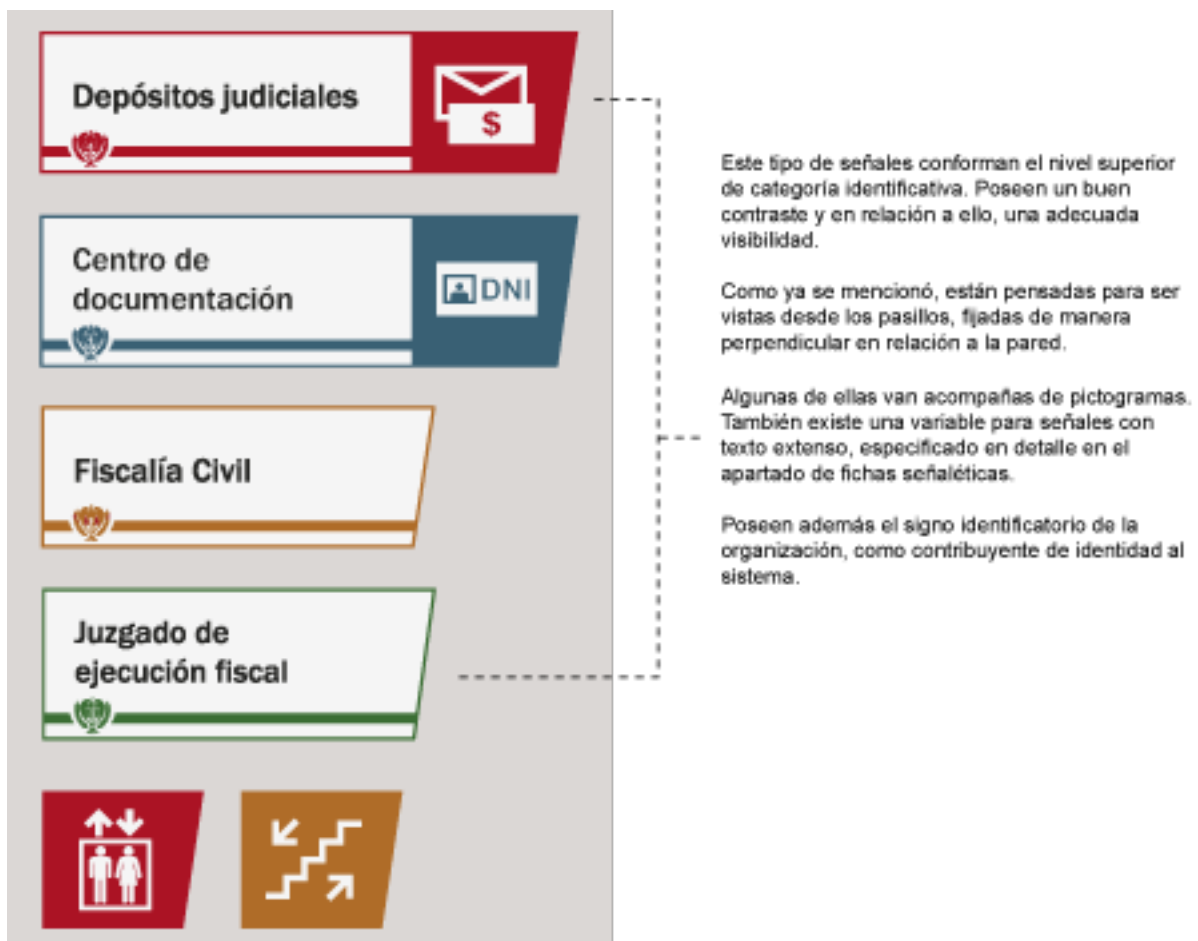 Depósitos judiciales
$
Centro de
documentación
DNI
Fiscalía Civil
Juzgado de
ejecución fiscal
Este tipo de señales conforman el nivel superior
de categoría identificativa. Poseen un buen
contraste y en relación a ello, una adecuada
visibilidad.
Como ya se mencionó, están pensadas para ser
vistas desde los pasillos, fijadas de manera
perpendicular en relación a la pared.
Algunas de ellas van acompañas de pictogramas.
También existe una variable para señales con
texto extenso, especificado en detalle en el
apartado de fichas señaléticas.
Poseen además el signo identificatorio de la
organización, como contribuyente de identidad al
sistema.